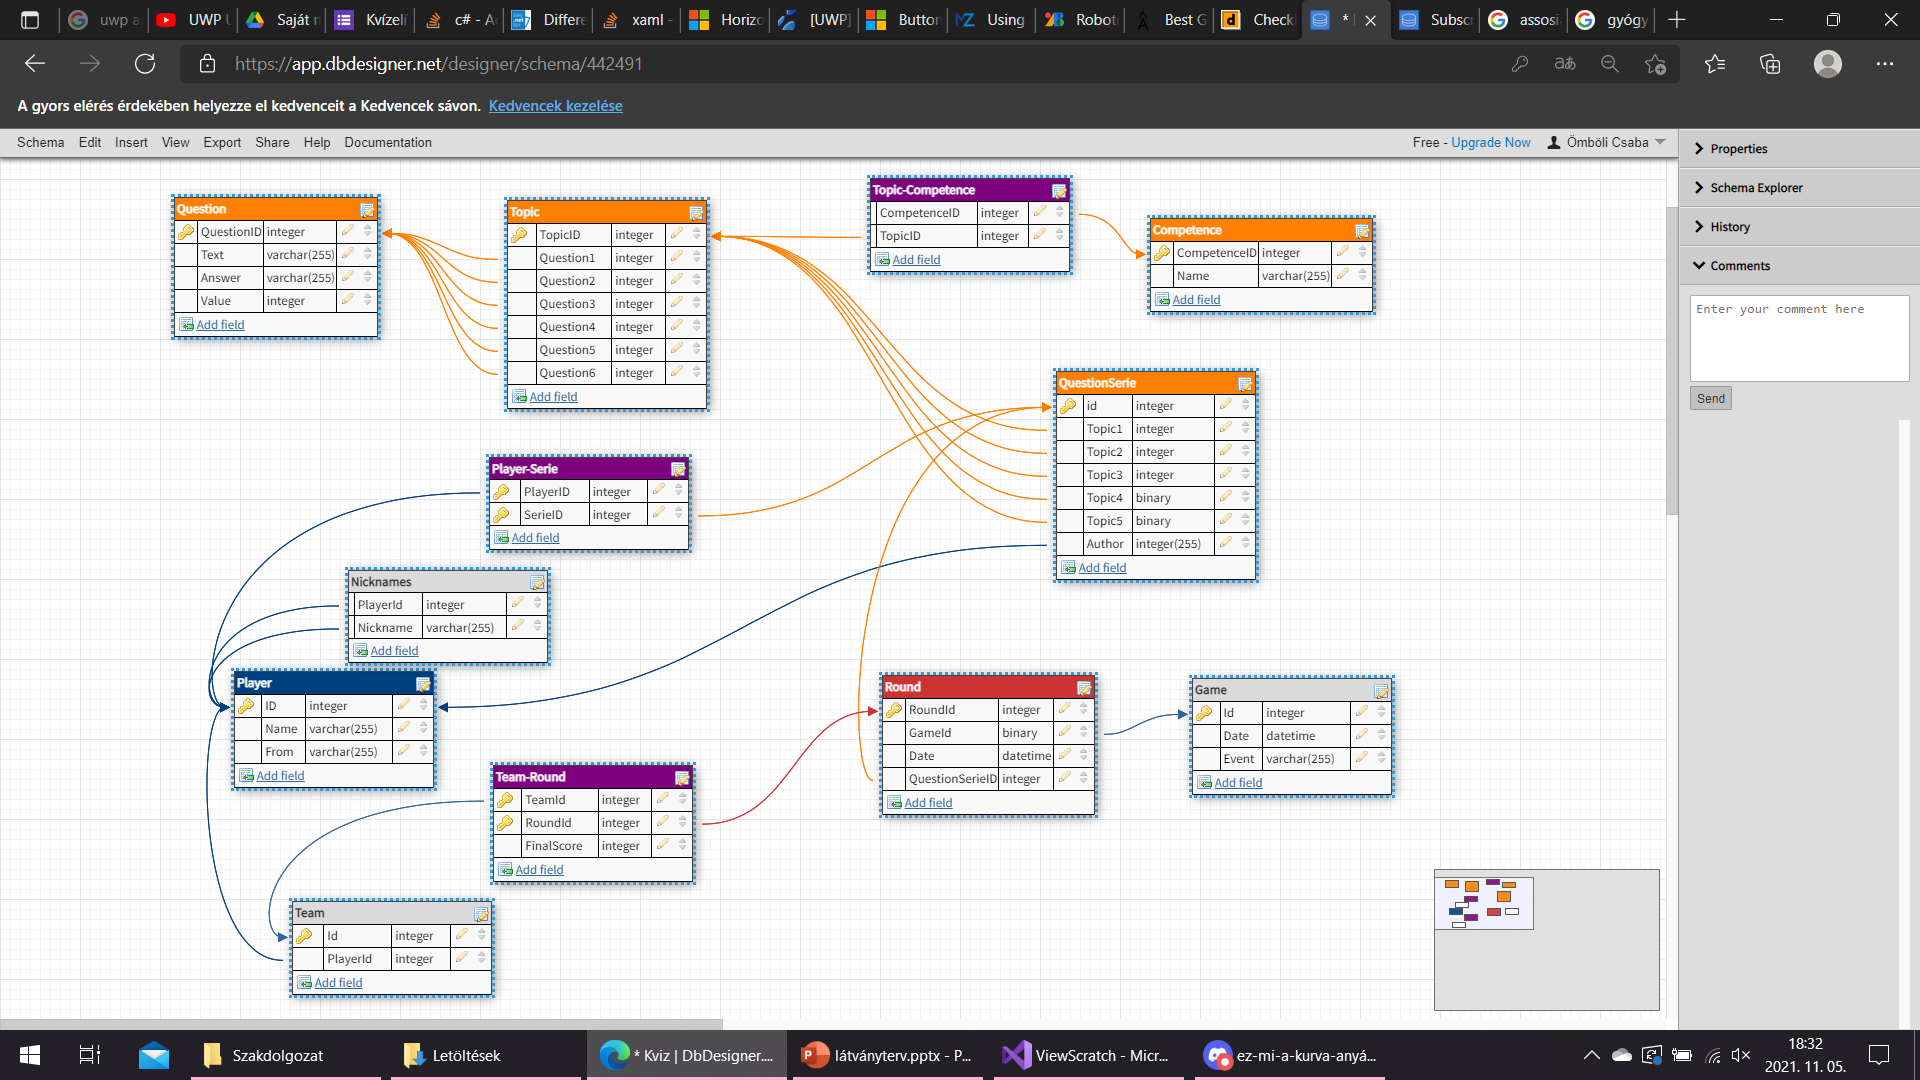 uwp a
UWP U
Saját r
Kvízel
c# - A
Differe
xaml -
Horizo
[UWP]
Button
Using
Robot
Best G
Checki
*
Subsc
assosi
gyógy
https://app.dbdesigner.net/designer/schema/442491
A gyors elérés érdekében helyezze el kedvenceit a Kedvencek sávon. Kedvencek kezelése
Schema Edit Insert View Export Share Help Documentation
Free - Upgrade Now Ömböli Csaba
Properties
Schema Explorer
History
Comments
Enter your comment here
Send
Question
QuestionID integer
Text varchar(255)
Answer varchar(255)
Value integer
Add field
Topic
TopicID integer
Question1 integer
Question2 integer
Question3 integer
Question4 integer
Question5 integer
Question6 integer
Add field
Topic-Competence
CompetenceID integer
TopicID integer
Add field
Competence
CompetenceID integer
Name varchar(255)
Add field
QuestionSerie
id integer
Topic1 integer
Topic2 integer
Topic3 integer
Topic4 binary
Topic5 binary
Author integer(255)
Add field
Player-Serie
PlayerID integer
SerieID integer
Add field
Nicknames
PlayerId integer
Nickname varchar(255)
Add field
Player
ID integer
Name varchar(255)
From varchar(255)
Add field
Round
RoundId integer
GameId binary
Date datetime
QuestionSerieID integer
Add field
Game
Id integer
Date datetime
Event varchar(255)
Add field
Team-Round
TeamId integer
RoundId integer
FinalScore integer
Add field
Team
Id integer
PlayerId integer
Add field
Szakdolgozat
Letöltések
* Kviz | DbDesigner....
látványterv.pptx - P...
ViewScratch - Micr...
ez-mi-a-kurva-anyá...
18:32
2021. 11. 05.